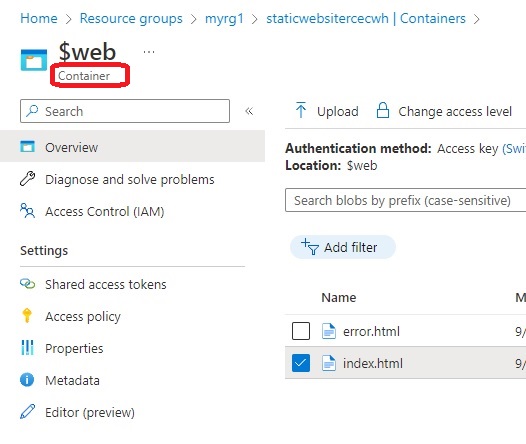 Home > Resource groups > myrg1 > staticwebsitercecwh | Containers >
$web ...
Container
Search «
Overview
Diagnose and solve problems
Access Control (IAM)
Settings
Shared access tokens
Access policy
Properties
Metadata
Editor (preview)
Upload Change access level
Authentication method: Access key (Swi
Location: $web
Search blobs by prefix (case-sensitive)
Add filter
Name M
error.html 9/
index.html 9/